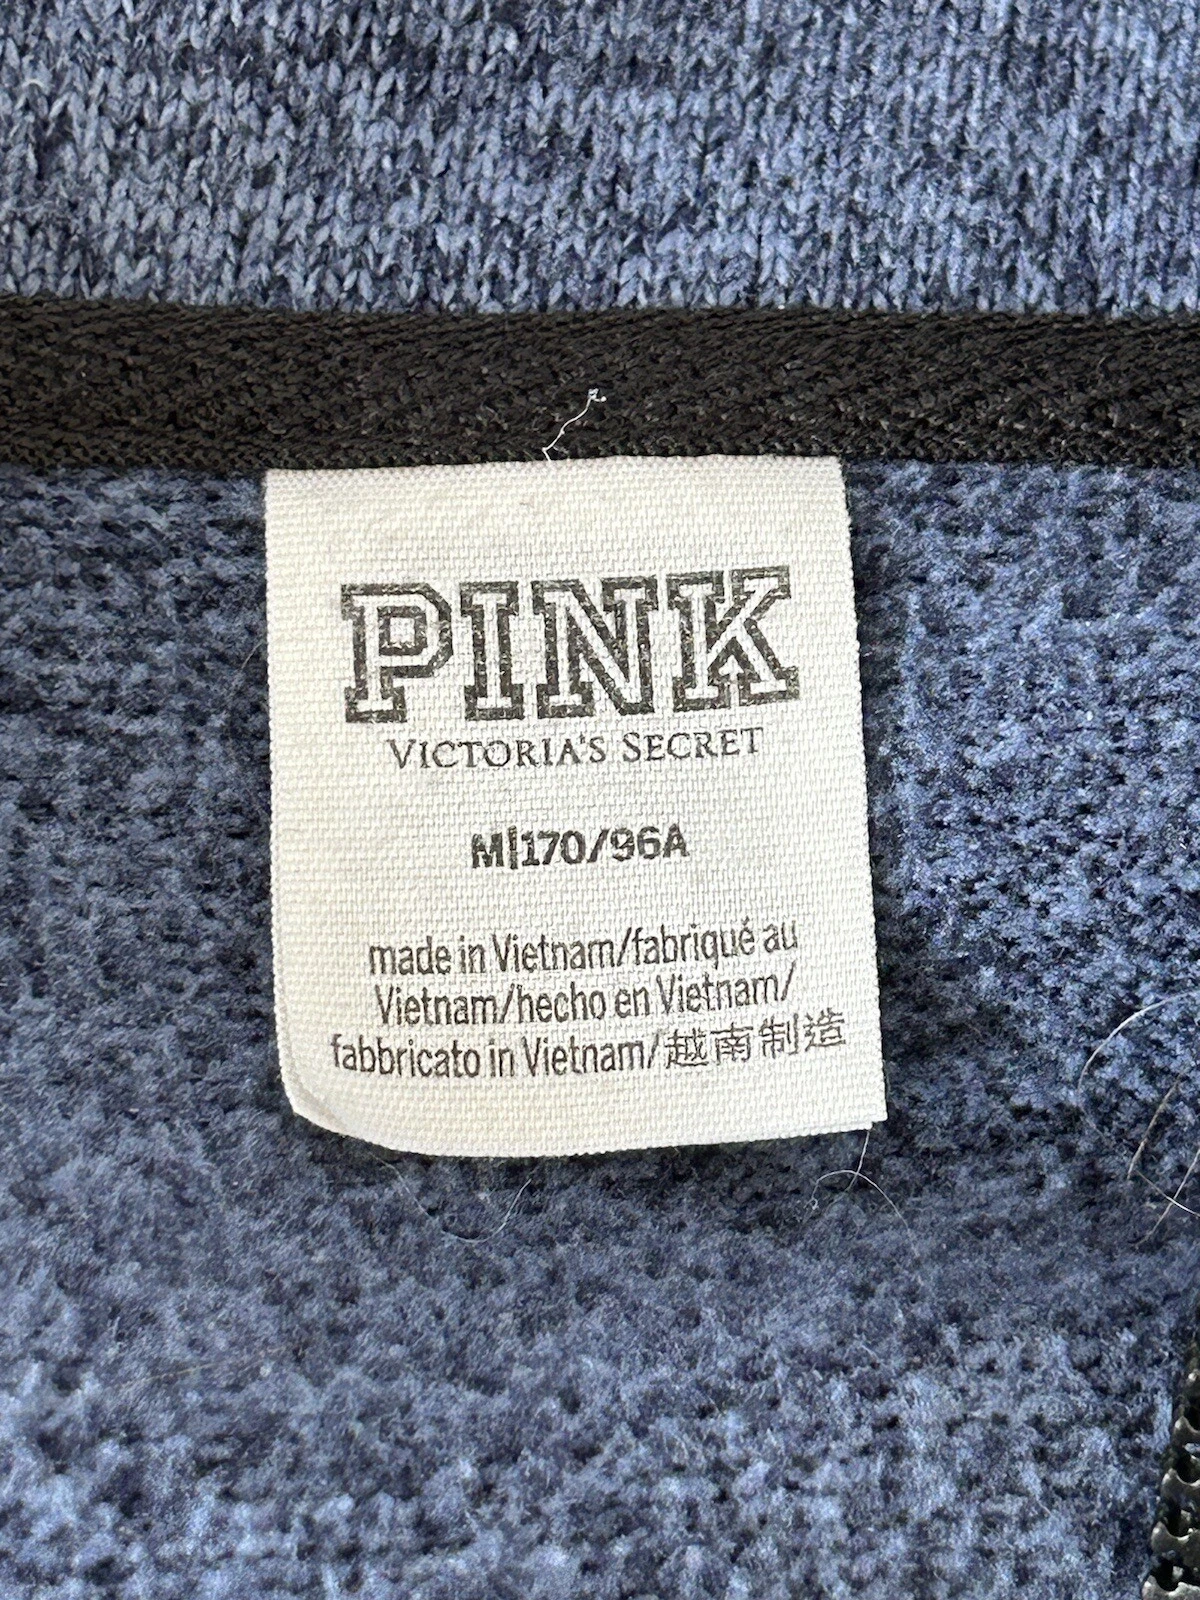 PINK
VICTORIA'S SECRET
M|170/96A
made in Vietnam/fabriqué au
Vietnam/hecho en Vietnam/
fabbricato in Vietnam/越南制造